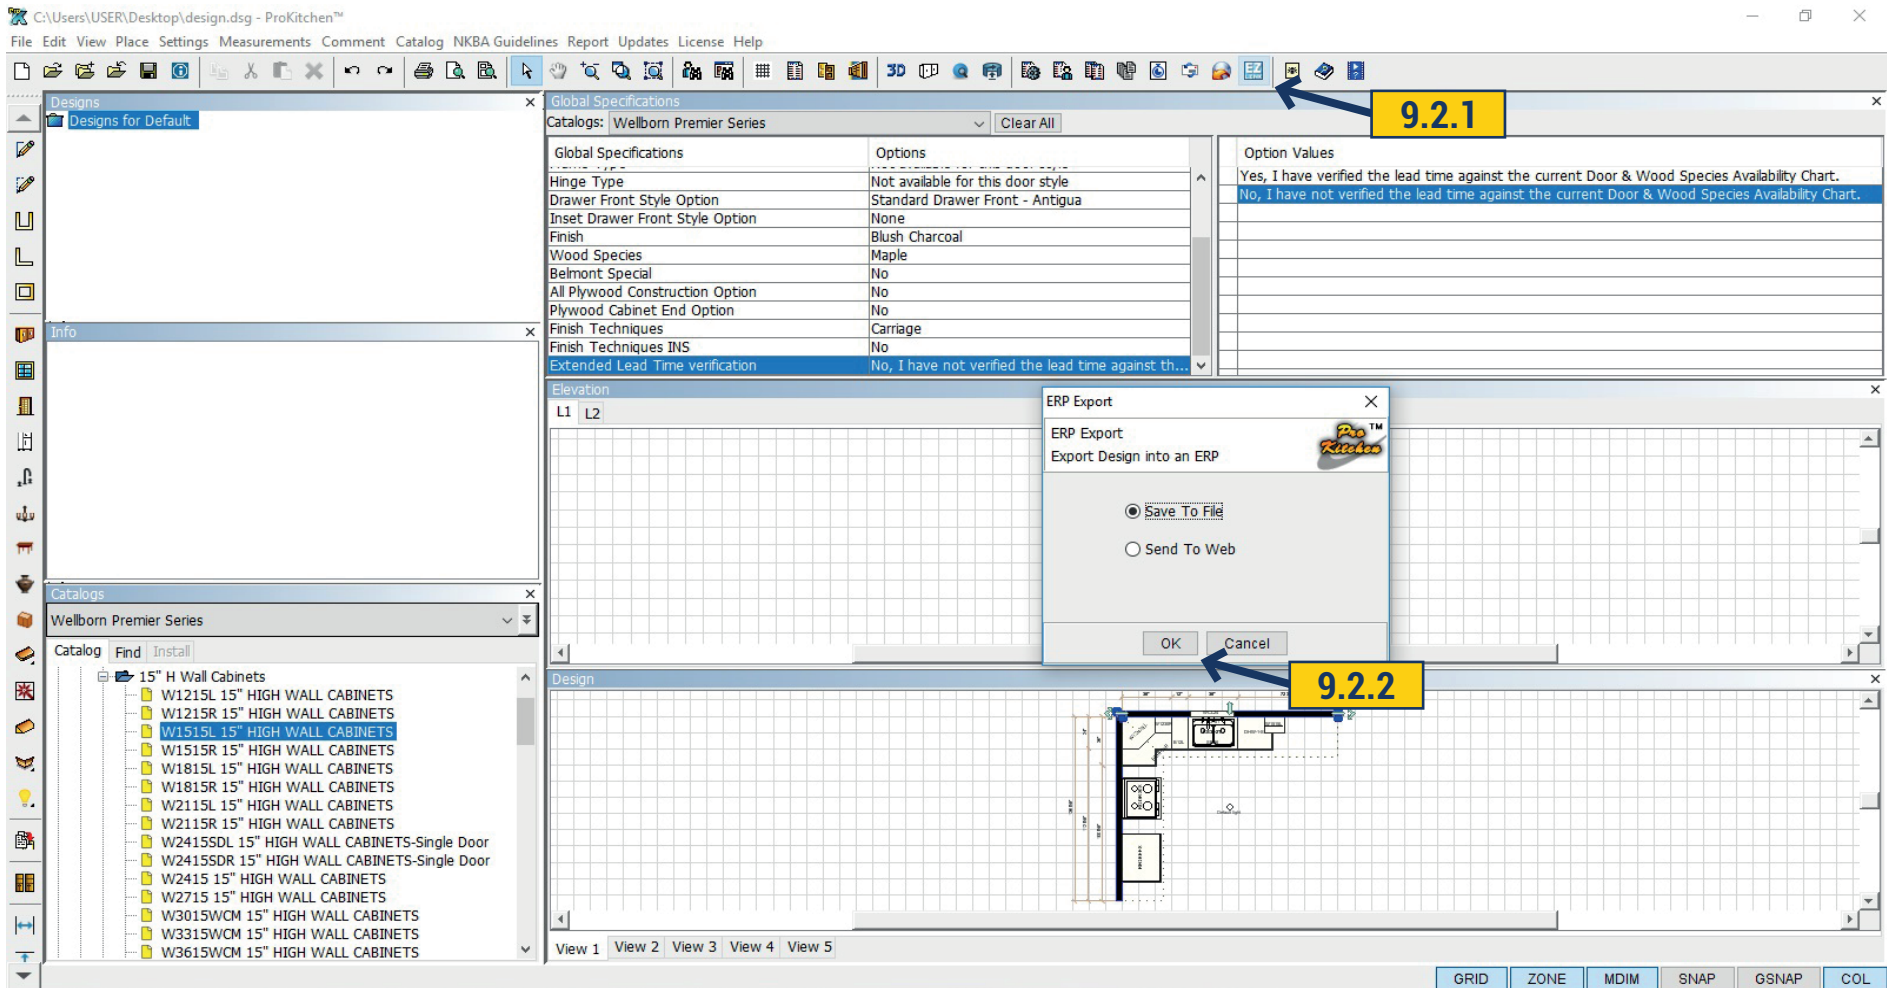 C:\Users\USER\Desktop\design.dsg - ProKitchen™
File Edit View Place Settings Measurements Comment Catalog NKBA Guidelines Report Updates License Help
3D
EZ
9.2.1
Designs
Designs for Default
Info
Global Specifications
Catalogs: Wellborn Premier Series
Clear All
Global Specifications Options
Hinge Type Not available for this door style
Drawer Front Style Option Standard Drawer Front - Antigua
Inset Drawer Front Style Option None
Finish Blush Charcoal
Wood Species Maple
Belmont Special No
All Plywood Construction Option No
Plywood Cabinet End Option No
Finish Techniques Carriage
Finish Techniques INS No
Extended Lead Time verification No, I have not verified the lead time against th...
Option Values
Yes, I have verified the lead time against the current Door & Wood Species Availability Chart.
No, I have not verified the lead time against the current Door & Wood Species Availability Chart.
Elevation
L1 L2
ERP Export
ERP Export
Export Design into an ERP
Pro Kitchen ™
Save To File
Send To Web
OK Cancel
9.2.2
Catalogs
Wellborn Premier Series
Catalog Find Install
15" H Wall Cabinets
W1215L 15" HIGH WALL CABINETS
W1215R 15" HIGH WALL CABINETS
W1515L 15" HIGH WALL CABINETS
W1515R 15" HIGH WALL CABINETS
W1815L 15" HIGH WALL CABINETS
W1815R 15" HIGH WALL CABINETS
W2115L 15" HIGH WALL CABINETS
W2115R 15" HIGH WALL CABINETS
W2415SDL 15" HIGH WALL CABINETS-Single Door
W2415SDR 15" HIGH WALL CABINETS-Single Door
W2415 15" HIGH WALL CABINETS
W2715 15" HIGH WALL CABINETS
W3015WCM 15" HIGH WALL CABINETS
W3315WCM 15" HIGH WALL CABINETS
W3615WCM 15" HIGH WALL CABINETS
Design
View 1 View 2 View 3 View 4 View 5
GRID ZONE MDIM SNAP GSNAP COL